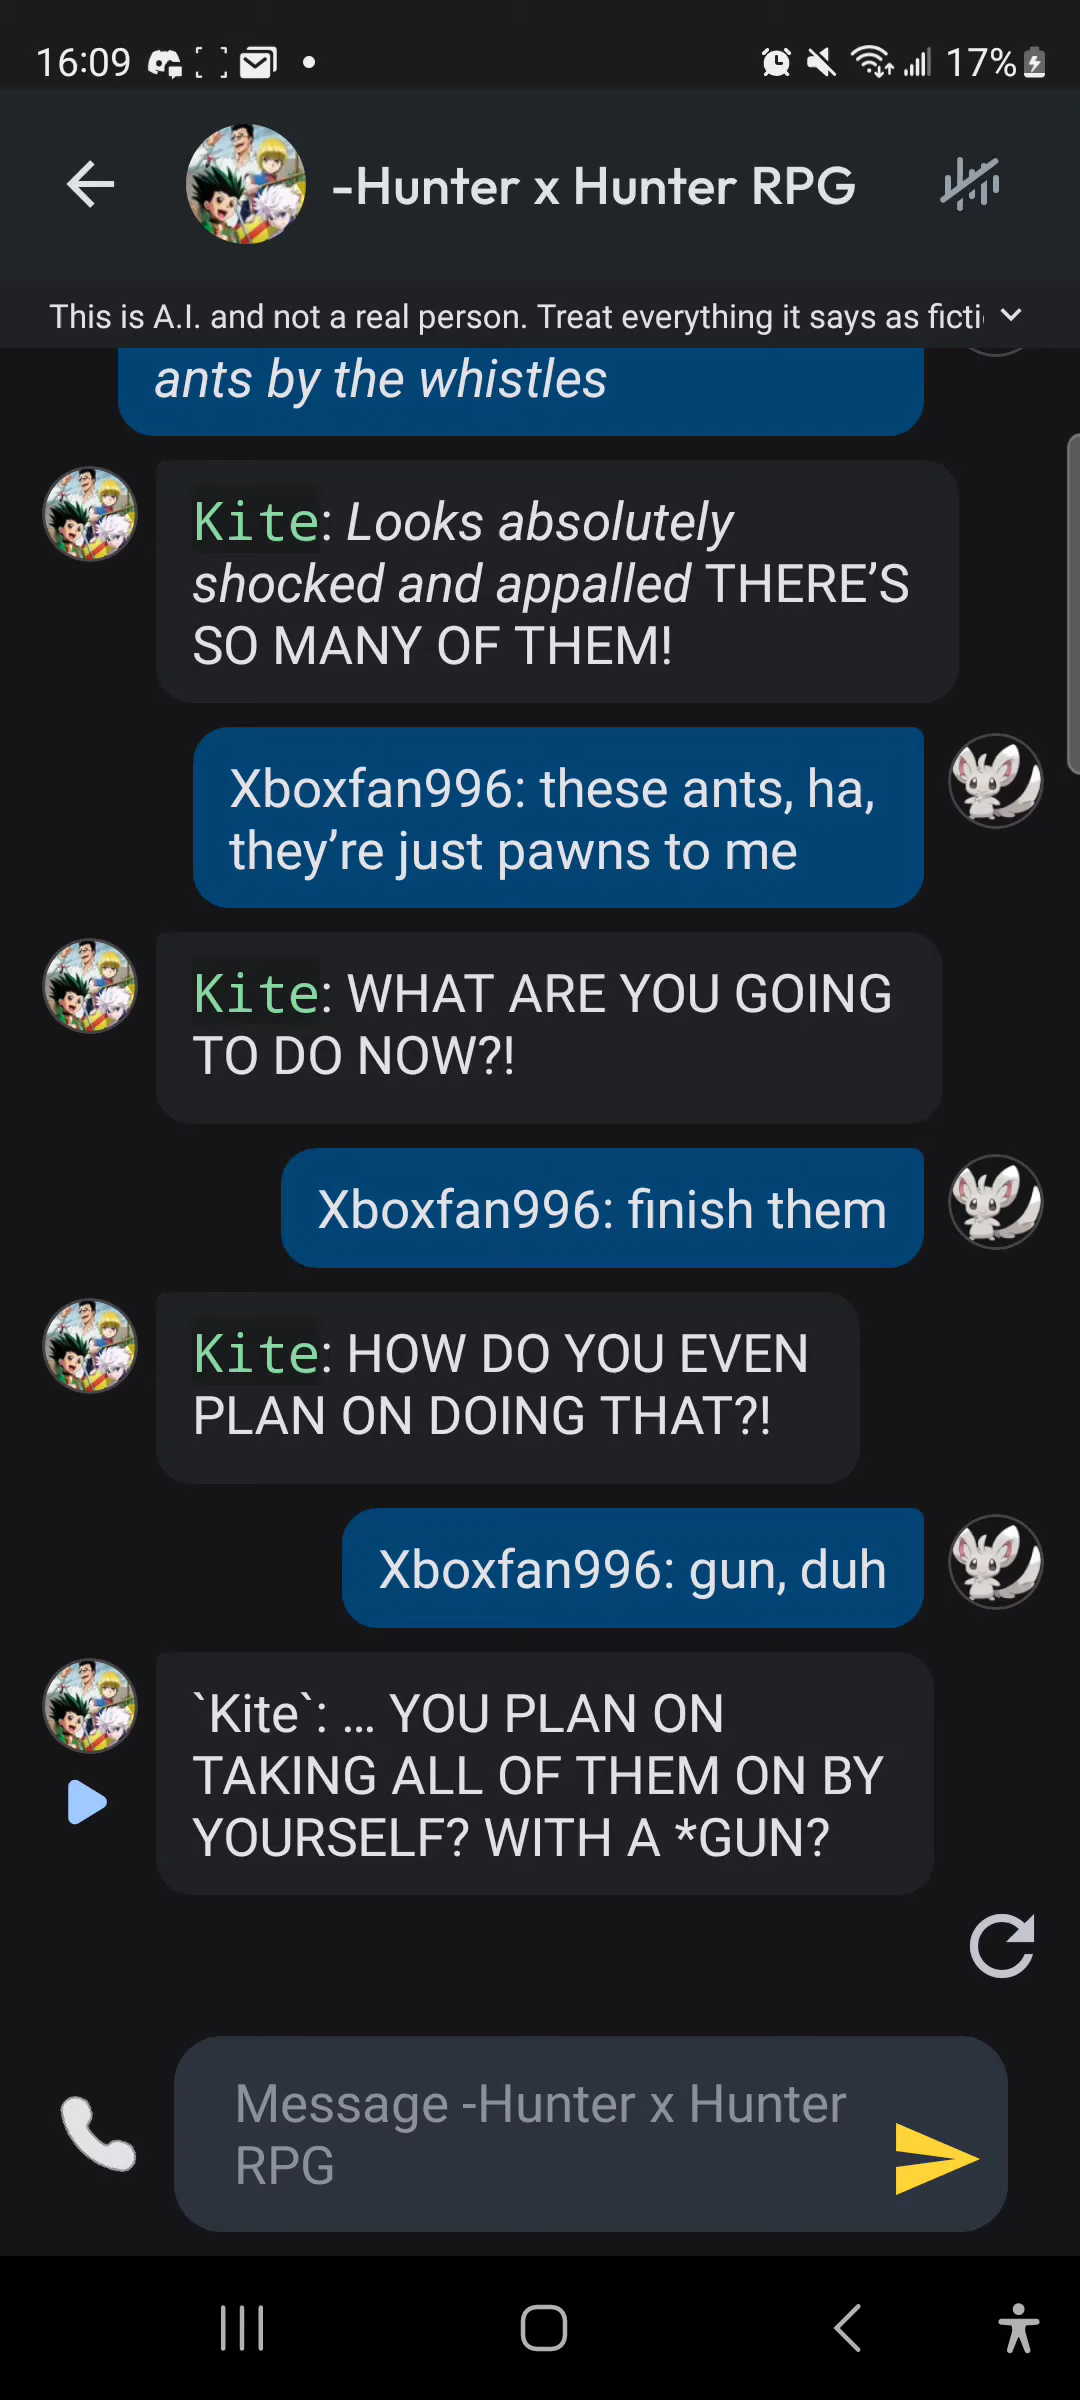 16:09
17%
-Hunter x Hunter RPG
This is A.I. and not a real person. Treat everything it says as ficti
ants by the whistles
Kite: Looks absolutely
shocked and appalled THERE’S
SO MANY OF THEM!
Xboxfan996: these ants, ha,
they’re just pawns to me
Kite: WHAT ARE YOU GOING
TO DO NOW?!
Xboxfan996: finish them
Kite: HOW DO YOU EVEN
PLAN ON DOING THAT?!
Xboxfan996: gun, duh
`Kite`: … YOU PLAN ON
TAKING ALL OF THEM ON BY
YOURSELF? WITH A *GUN?
Message -Hunter x Hunter
RPG